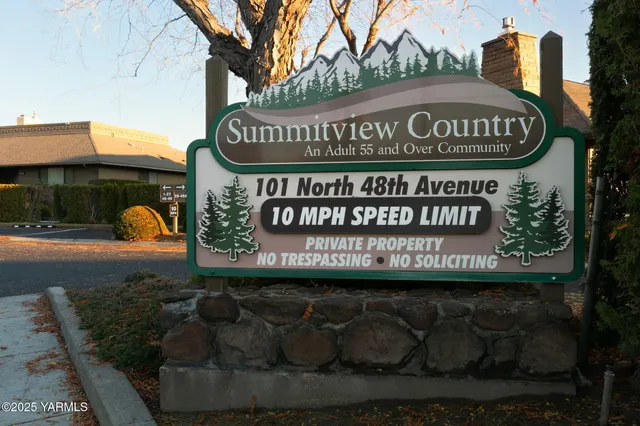 Summitview Country
An Adult 55 and Over Community
101 North 48th Avenue
10 MPH SPEED LIMIT
PRIVATE PROPERTY
NO TRESPASSING • NO SOLICITING
©2025 YARMLS